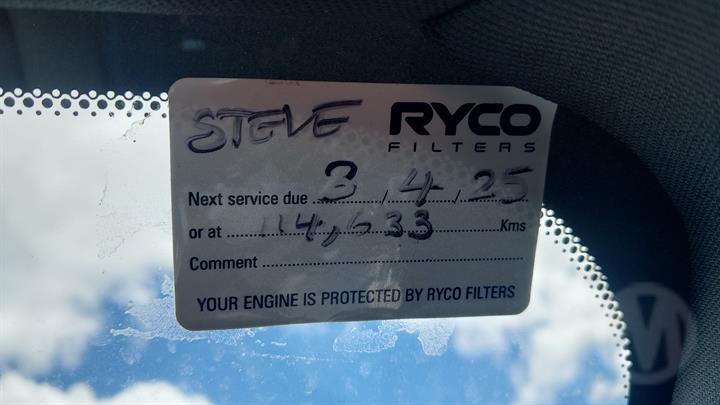 STEVE RYCO
FILTERS
Next service due 3/4/25
or at 114,633 Kms
Comment
YOUR ENGINE IS PROTECTED BY RYCO FILTERS